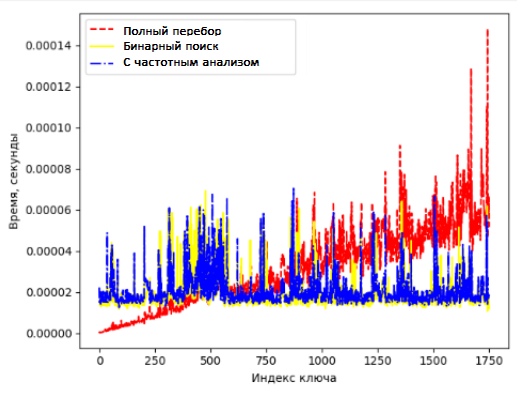 Полный перебор
Бинарный поиск
С частотным анализом
0.00014
0.00012
0.00010
0.00008
0.00006
0.00004
0.00002
0.00000
Время, секунды
0 250 500 750 1000 1250 1500 1750
Индекс ключа